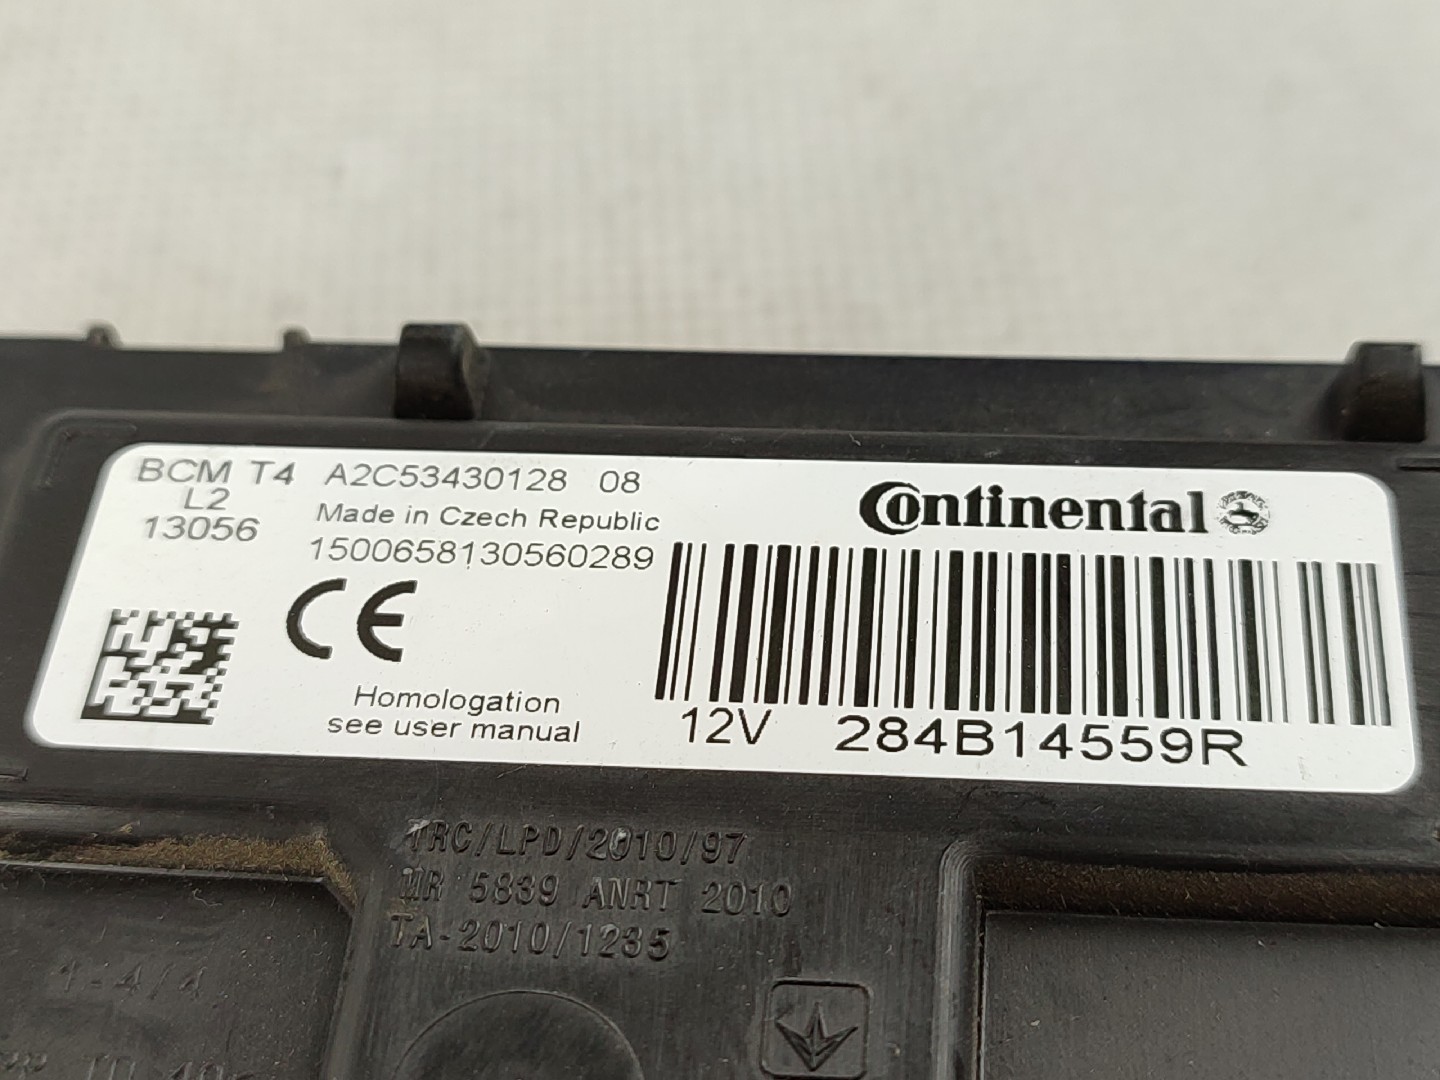 BCM T4 A2C53430128 08
L2
13056
Made in Czech Republic
1500658130560289
CE
Homologation
see user manual
Continental
12V 284B14559R
TRC/LPD/2010/97
MR 5839 ANRT 2010
TA-2010/1235